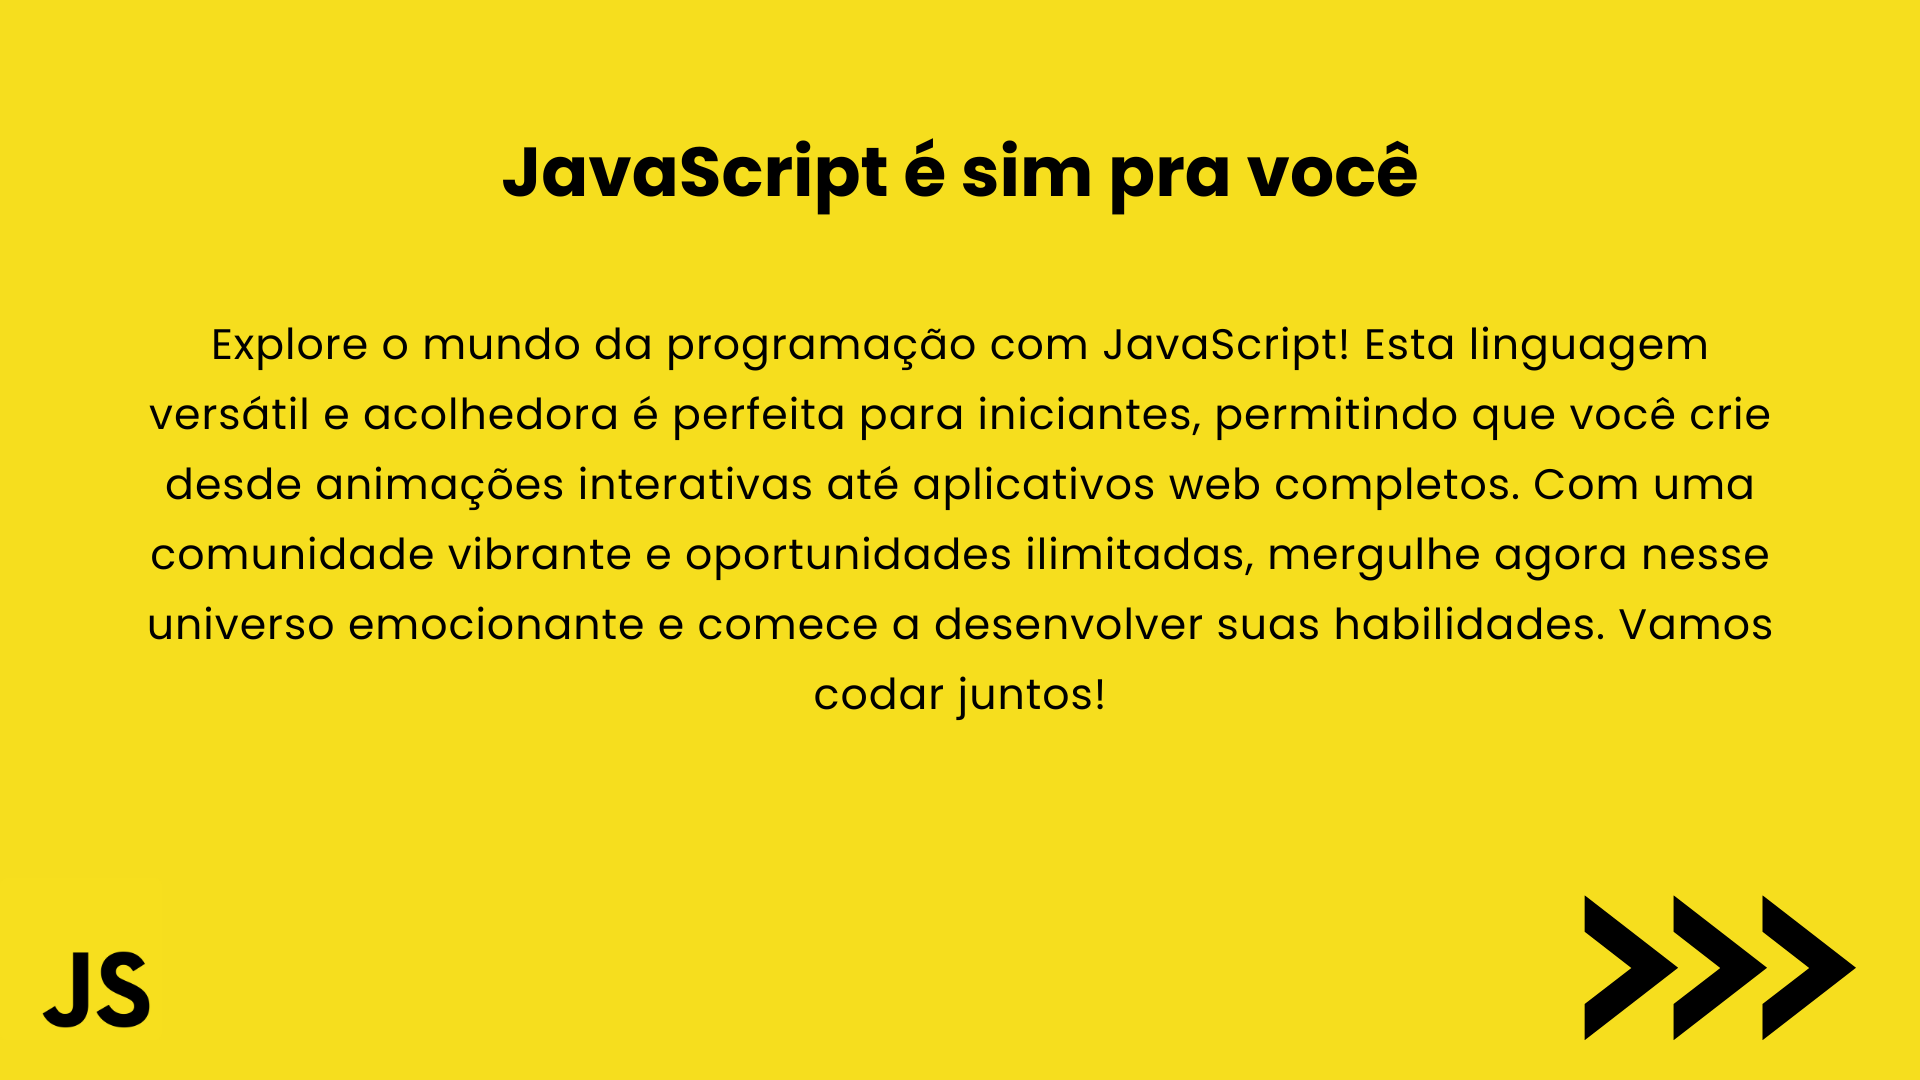 JavaScript é sim pra você
Explore o mundo da programação com JavaScript! Esta linguagem
versátil e acolhedora é perfeita para iniciantes, permitindo que você crie
desde animações interativas até aplicativos web completos. Com uma
comunidade vibrante e oportunidades ilimitadas, mergulhe agora nesse
universo emocionante e comece a desenvolver suas habilidades. Vamos
codar juntos!
JS